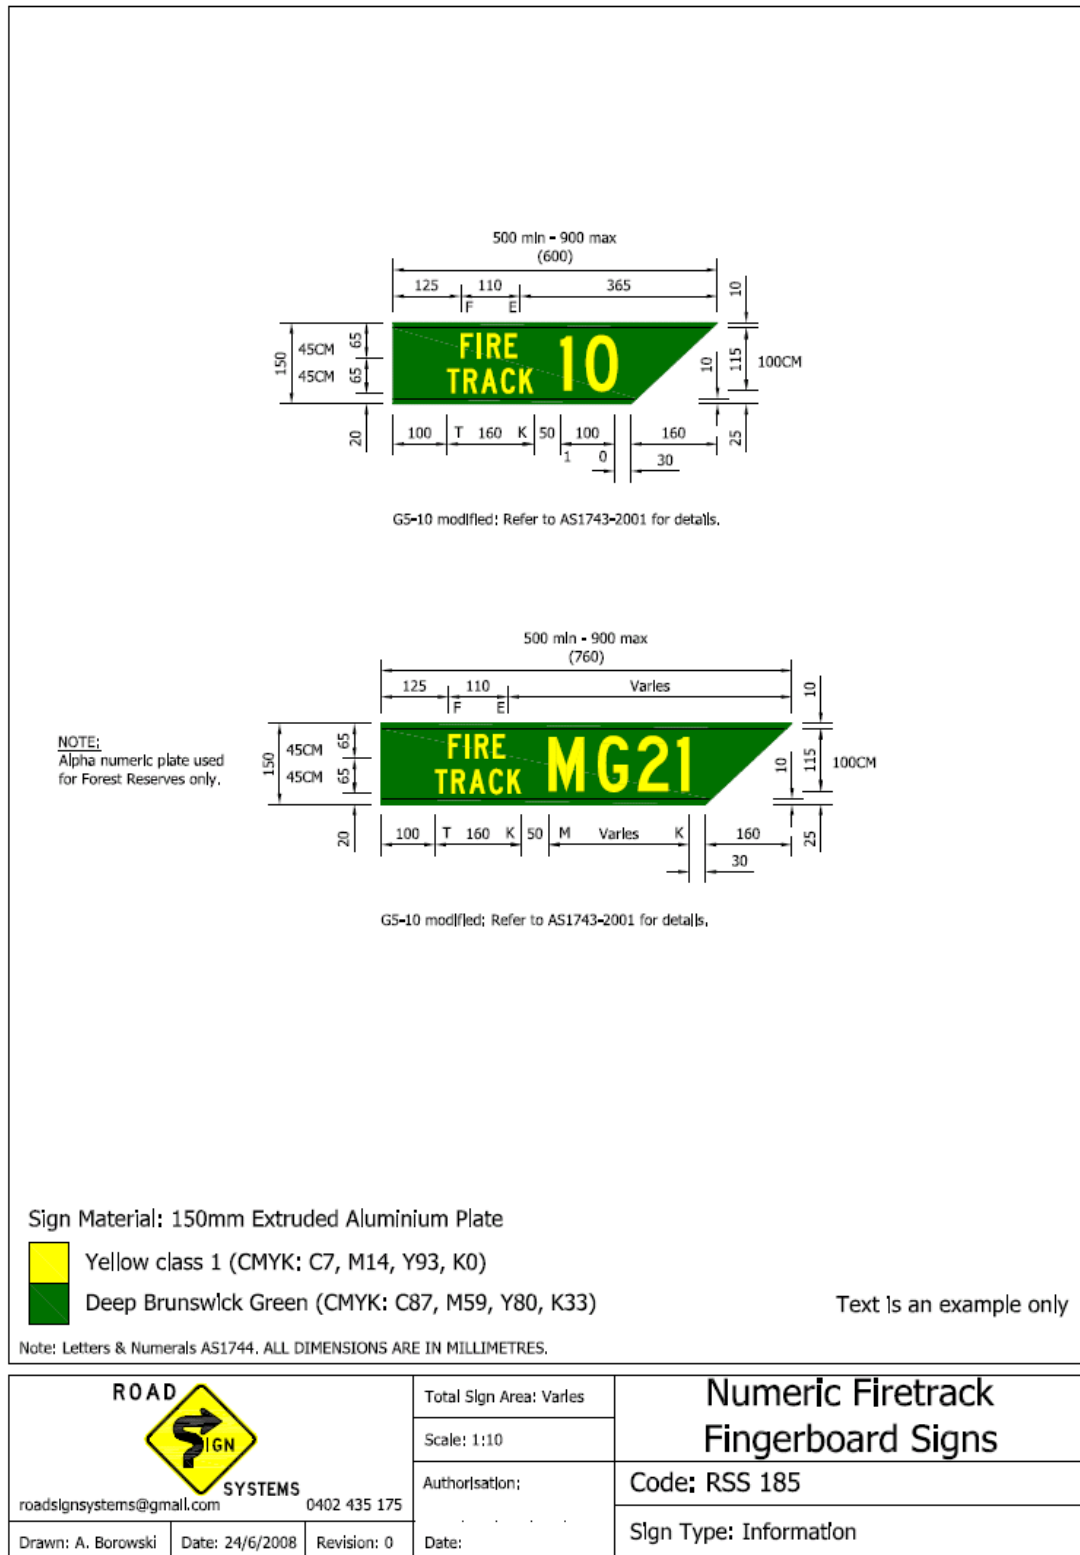 500 min - 900 max
(600)
125 110 365
F E
10
150
45CM 65
45CM 65
20
FIRE
TRACK 10
10
115
100CM
25
100 T 160 K 50 100 160
1 0 30
G5-10 modified: Refer to AS1743-2001 for details.
500 min - 900 max
(760)
125 110 Varies
F E
10
NOTE:
Alpha numeric plate used
for Forest Reserves only.
150
45CM 65
45CM 65
20
FIRE
TRACK MG21
10
115
100CM
25
100 T 160 K 50 M Varies K 160
30
G5-10 modified: Refer to AS1743-2001 for details.
Sign Material: 150mm Extruded Aluminium Plate
Yellow class 1 (CMYK: C7, M14, Y93, K0)
Deep Brunswick Green (CMYK: C87, M59, Y80, K33)
Text is an example only
Note: Letters & Numerals AS1744. ALL DIMENSIONS ARE IN MILLIMETRES.
ROAD
SIGN
SYSTEMS
roadsignsystems@gmail.com 0402 435 175
Drawn: A. Borowski Date: 24/6/2008 Revision: 0
Total Sign Area: Varies
Scale: 1:10
Authorisation:
Date:
Numeric Firetrack
Fingerboard Signs
Code: RSS 185
Sign Type: Information